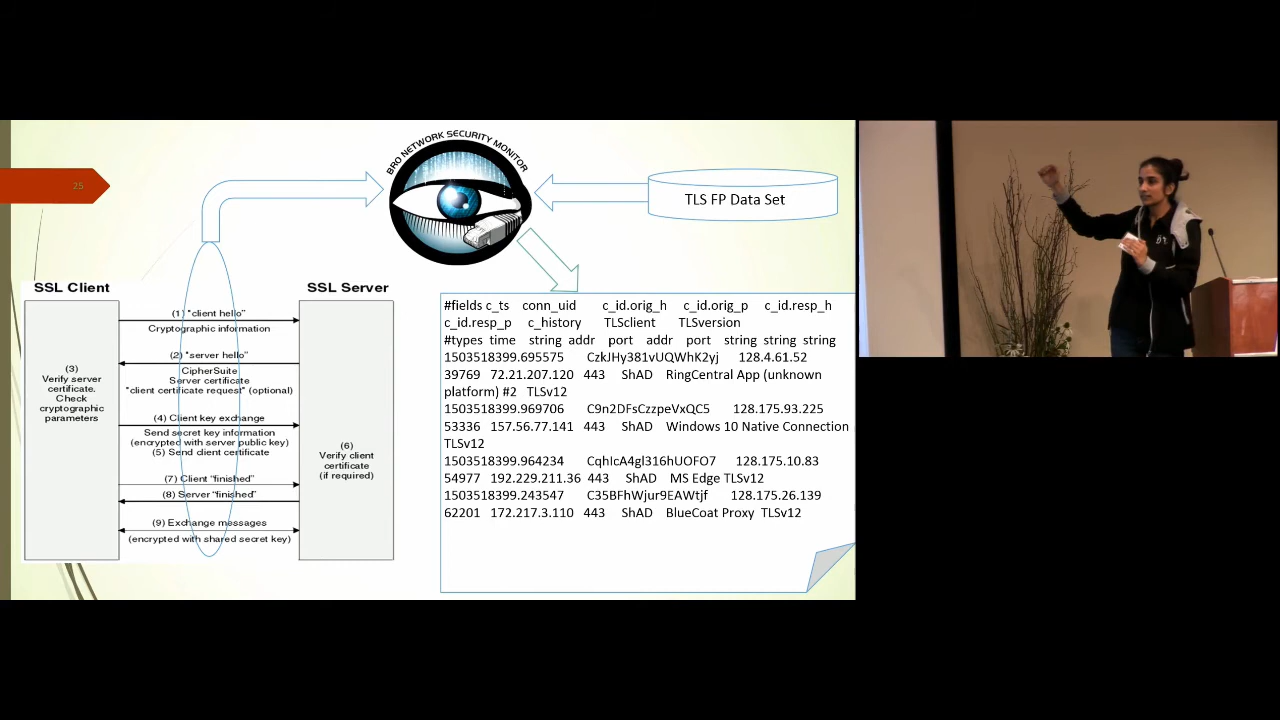 25
BRO NETWORK SECURITY MONITOR
TLS FP Data Set
SSL Client
SSL Server
(1) "client hello"
Cryptographic information
(2) "server hello"
CipherSuite
Server certificate
"client certificate request" (optional)
(3)
Verify server
certificate.
Check
cryptographic
parameters
(4) Client key exchange
Send secret key information
(encrypted with server public key)
(5) Send client certificate
(6)
Verify client
certificate
(if required)
(7) Client "finished"
(8) Server "finished"
(9) Exchange messages
(encrypted with shared secret key)
#fields c_ts conn_uid c_id.orig_h c_id.orig_p c_id.resp_h
c_id.resp_p c_history TLSclient TLSversion
#types time string addr port addr port string string string
1503518399.695575 CzkJHy381vUQWhK2yj 128.4.61.52
39769 72.21.207.120 443 ShAD RingCentral App (unknown
platform) #2 TLSv12
1503518399.969706 C9n2DFsCzzpeVxQC5 128.175.93.225
53336 157.56.77.141 443 ShAD Windows 10 Native Connection
TLSv12
1503518399.964234 CqhIcA4gl316hUOFO7 128.175.10.83
54977 192.229.211.36 443 ShAD MS Edge TLSv12
1503518399.243547 C35BFhWjur9EAWtjf 128.175.26.139
62201 172.217.3.110 443 ShAD BlueCoat Proxy TLSv12